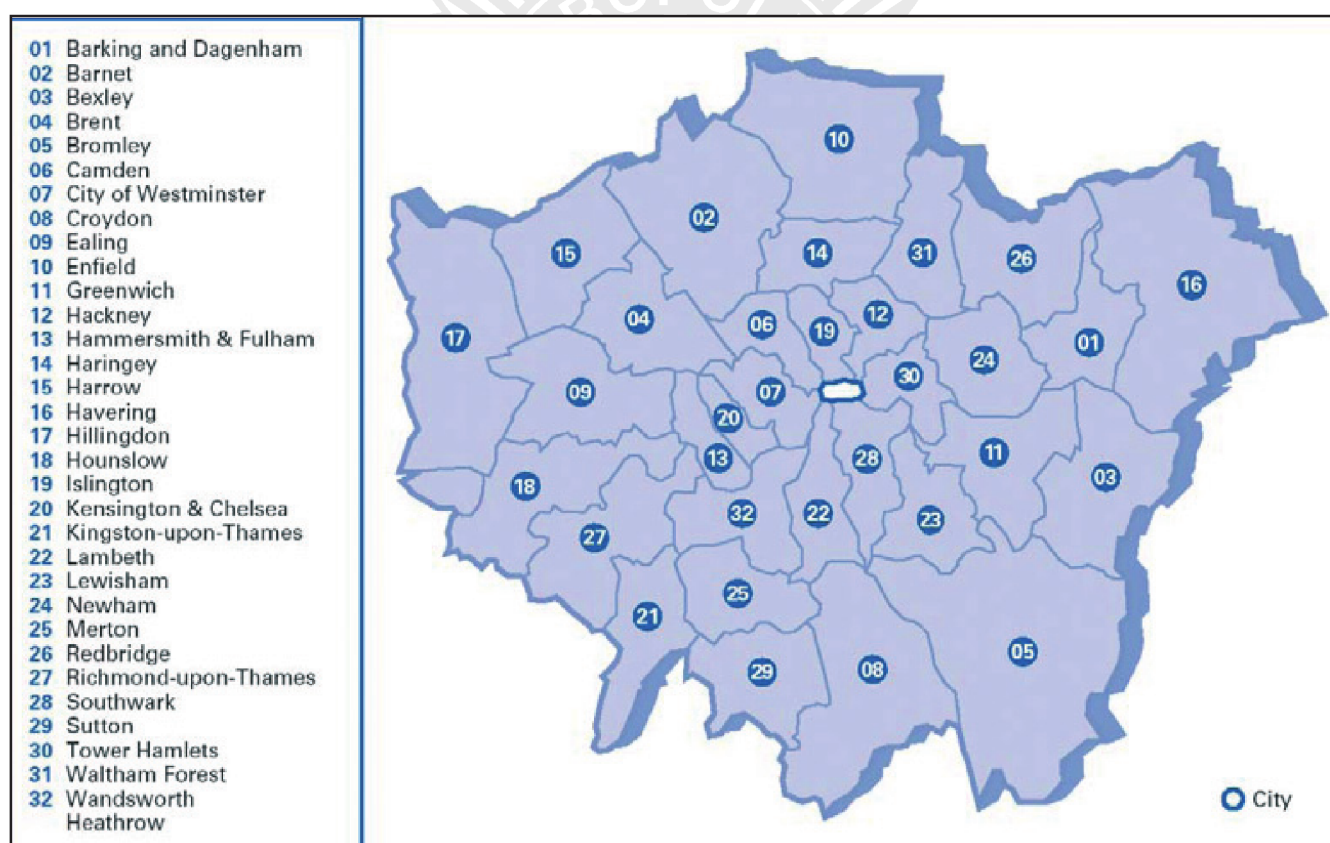 01 Barking and Dagenham
02 Barnet
03 Bexley
04 Brent
05 Bromley
06 Camden
07 City of Westminster
08 Croydon
09 Ealing
10 Enfield
11 Greenwich
12 Hackney
13 Hammersmith & Fulham
14 Haringey
15 Harrow
16 Havering
17 Hillingdon
18 Hounslow
19 Islington
20 Kensington & Chelsea
21 Kingston-upon-Thames
22 Lambeth
23 Lewisham
24 Newham
25 Merton
26 Redbridge
27 Richmond-upon-Thames
28 Southwark
29 Sutton
30 Tower Hamlets
31 Waltham Forest
32 Wandsworth
Heathrow
10
02
15
14
31
26
16
17
04
06
19
12
01
24
30
09
07
20
13
28
11
03
18
32
22
23
27
25
21
29
08
05
City